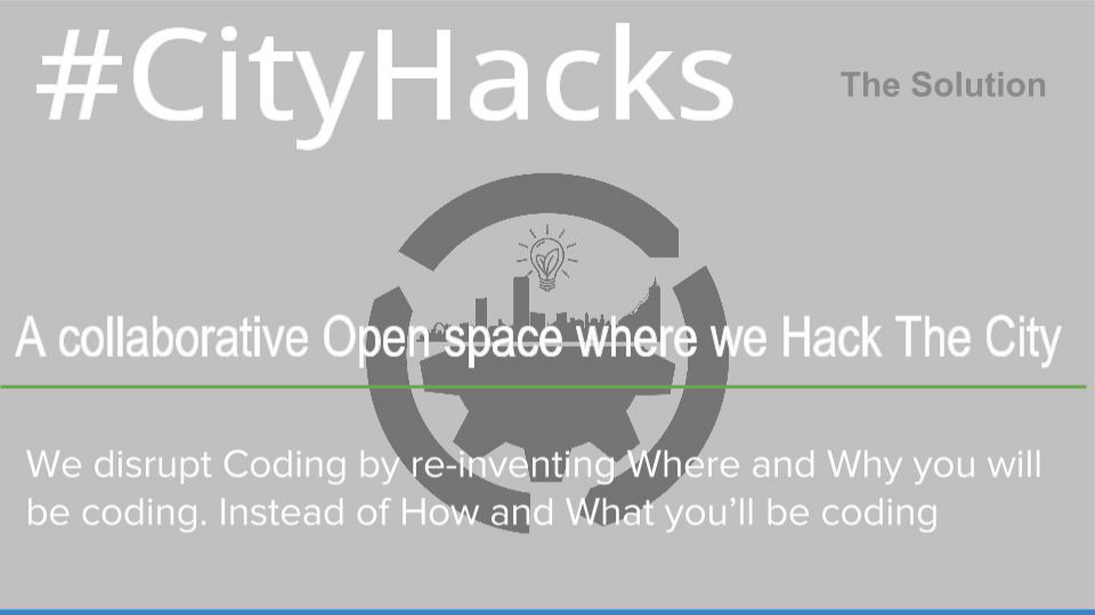 #CityHacks
The Solution
A collaborative Open space where we Hack The City
We disrupt Coding by re-inventing Where and Why you will
be coding. Instead of How and What you’ll be coding